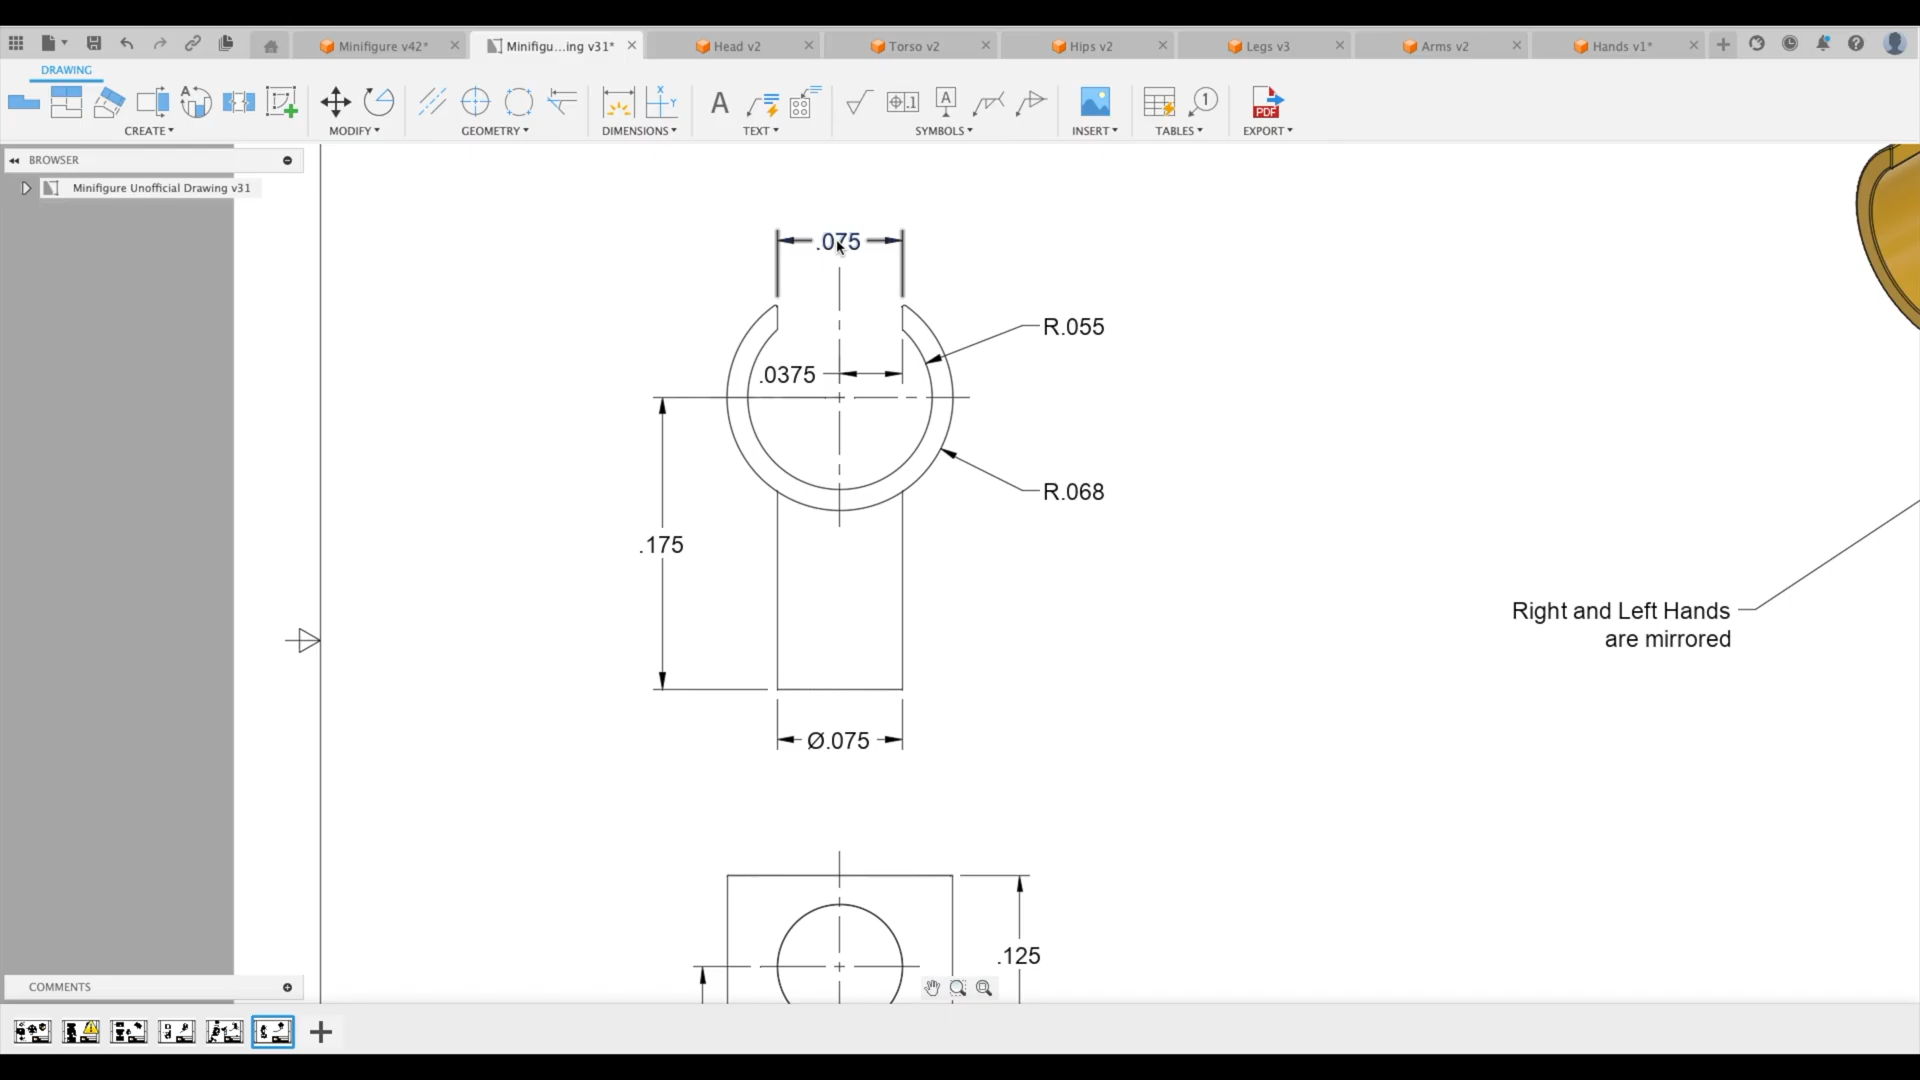 Minifigure v42*
Minifigu...ing v31*
Head v2
Torso v2
Hips v2
Legs v3
Arms v2
Hands v1*
DRAWING
CREATE
MODIFY
GEOMETRY
DIMENSIONS
TEXT
SYMBOLS
INSERT
TABLES
EXPORT
BROWSER
Minifigure Unofficial Drawing v31
.075
R.055
.0375
R.068
.175
Right and Left Hands
are mirrored
Ø.075
.125
COMMENTS